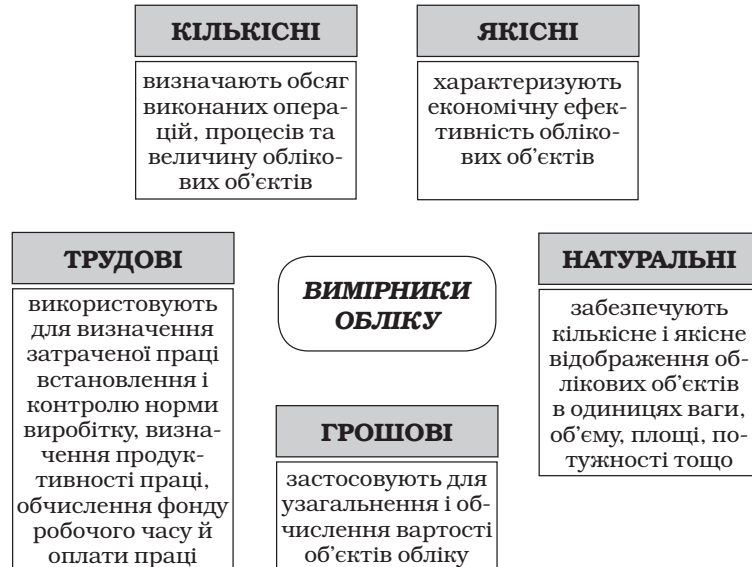 КІЛЬКІСНІ
визначають обсяг
виконаних опера-
цій, процесів та
величину обліко-
вих об’єктів
ЯКІСНІ
характеризують
економічну ефек-
тивність обліко-
вих об’єктів
ТРУДОВІ
використовують
для визначення
затраченої праці
встановлення і
контролю норми
виробітку, визна-
чення продук-
тивності праці,
обчислення фонду
робочого часу й
оплати праці
ВИМІРНИКИ
ОБЛІКУ
ГРОШОВІ
застосовують для
узагальнення і об-
числення вартості
об’єктів обліку
НАТУРАЛЬНІ
забезпечують
кількісне і якісне
відображення об-
лікових об’єктів
в одиницях ваги,
об’єму, площі, по-
тужності тощо